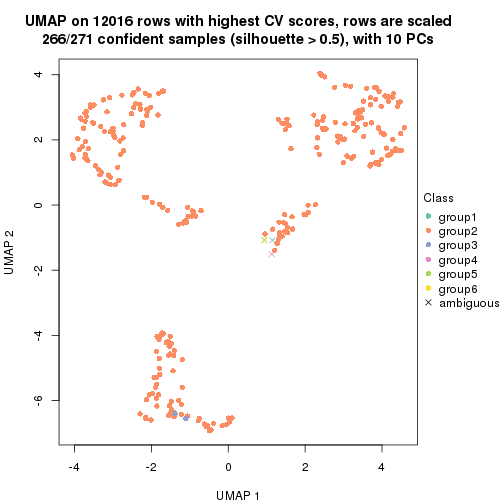 UMAP on 12016 rows with highest CV scores, rows are scaled
266/271 confident samples (silhouette > 0.5), with 10 PCs
4
2
0
-2
-4
-6
UMAP 2
-4
-2
0
2
4
UMAP 1
Class
group1
group2
group3
group4
group5
group6
ambiguous